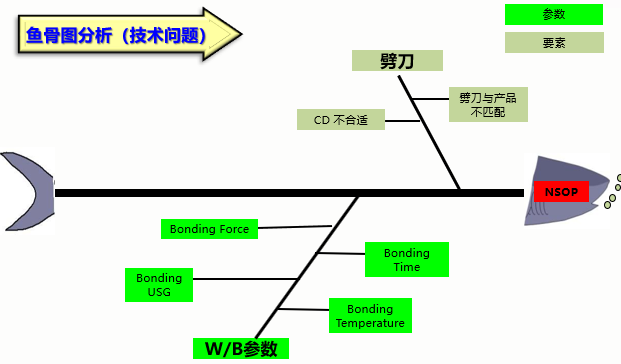 鱼骨图分析（技术问题）
参数
要素
劈刀
劈刀与产品
不匹配
CD 不合适
NSOP
Bonding Force
Bonding
Time
Bonding
USG
Bonding
Temperature
W/B参数